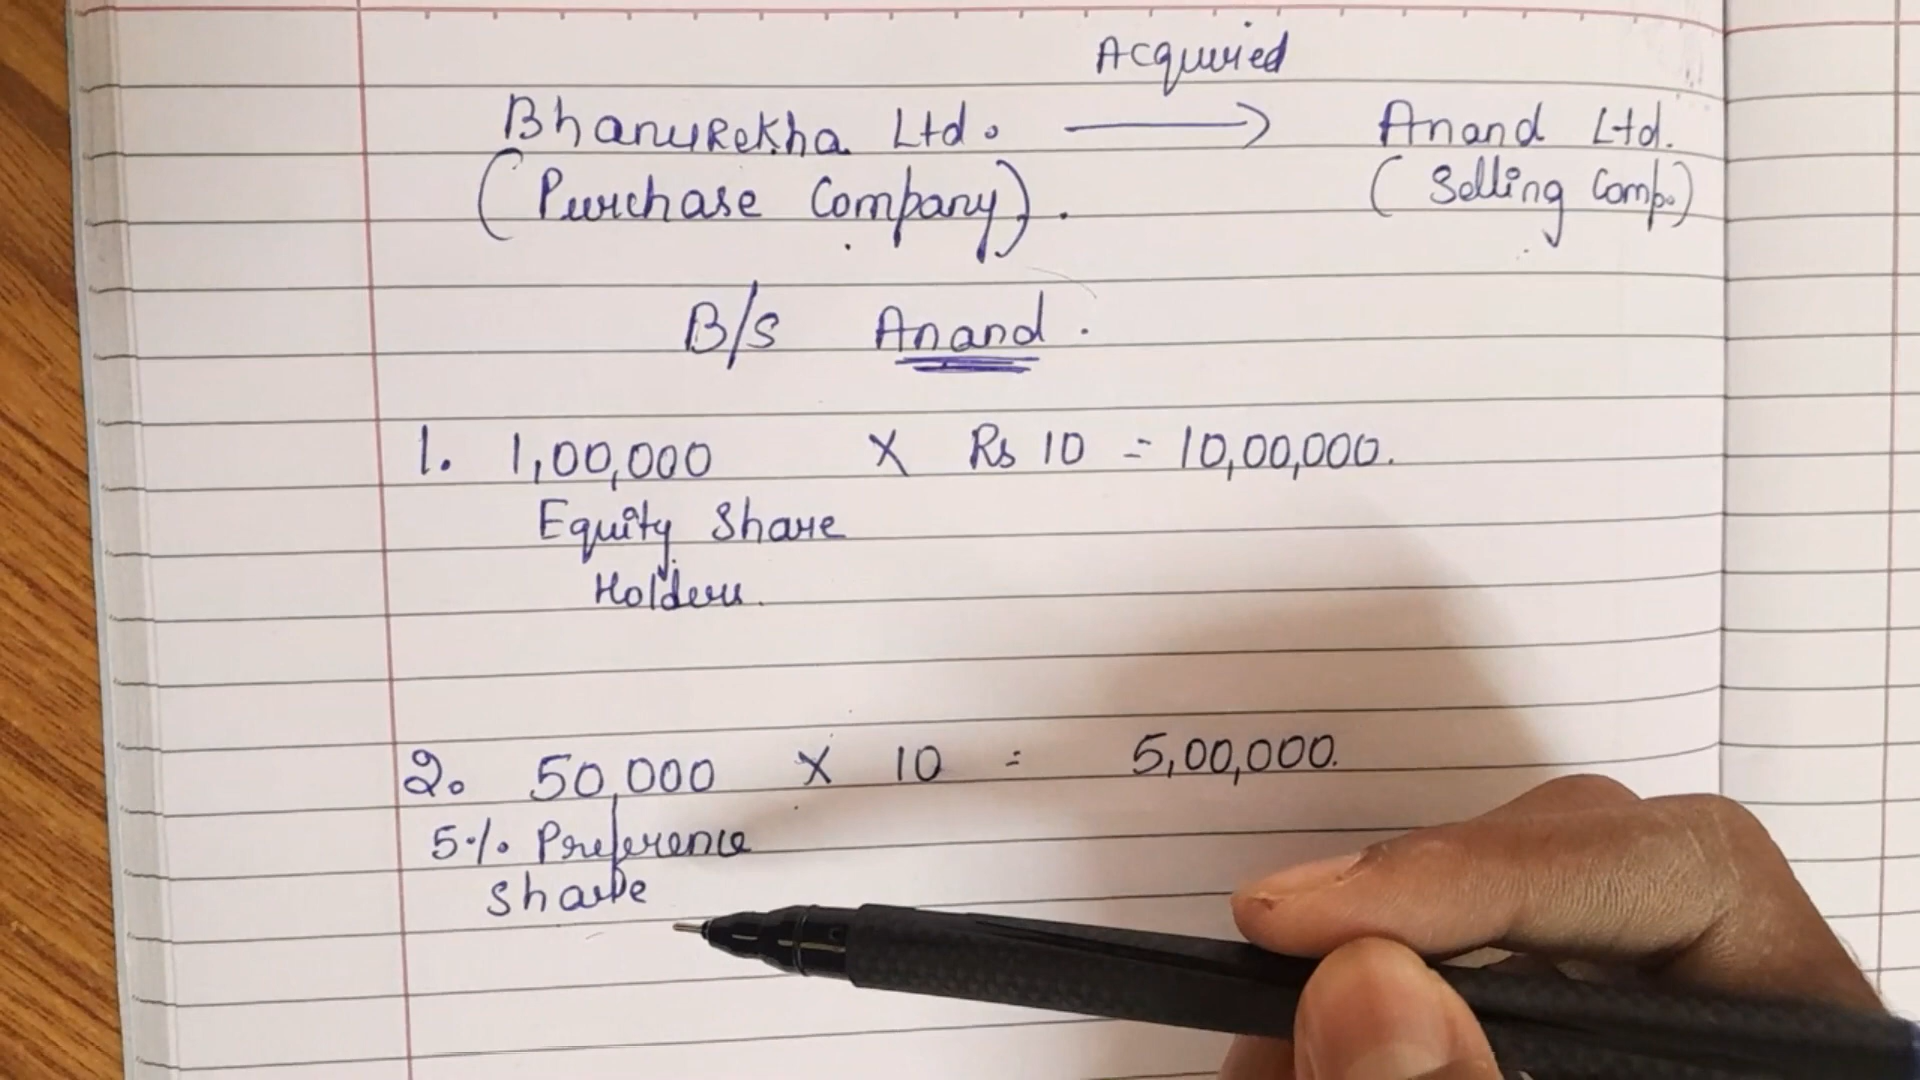 Acquried
Bhanurekha Ltd. → Anand Ltd.
(Purchase Company). (Selling Comp.)
B/S Anand.
1. 1,00,000 X Rs 10 = 10,00,000.
Equity Share
Holders.
2. 50,000 X 10 = 5,00,000.
5% Preference
Share